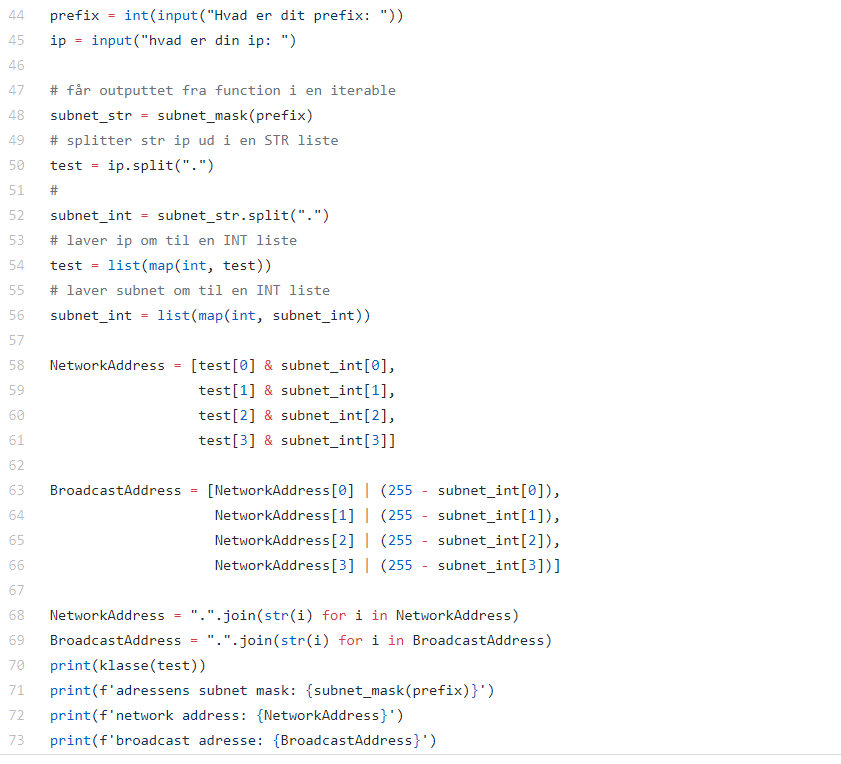 44 prefix = int(input("Hvad er dit prefix: "))
45 ip = input("hvad er din ip: ")
46
47 # får outputtet fra function i en iterable
48 subnet_str = subnet_mask(prefix)
49 # splitter str ip ud i en STR liste
50 test = ip.split(".")
51 #
52 subnet_int = subnet_str.split(".")
53 # laver ip om til en INT liste
54 test = list(map(int, test))
55 # laver subnet om til en INT liste
56 subnet_int = list(map(int, subnet_int))
57
58 NetworkAddress = [test[0] & subnet_int[0],
59                   test[1] & subnet_int[1],
60                   test[2] & subnet_int[2],
61                   test[3] & subnet_int[3]]
62
63 BroadcastAddress = [NetworkAddress[0] | (255 - subnet_int[0]),
64                     NetworkAddress[1] | (255 - subnet_int[1]),
65                     NetworkAddress[2] | (255 - subnet_int[2]),
66                     NetworkAddress[3] | (255 - subnet_int[3])]
67
68 NetworkAddress = ".".join(str(i) for i in NetworkAddress)
69 BroadcastAddress = ".".join(str(i) for i in BroadcastAddress)
70 print(klasse(test))
71 print(f'adressens subnet mask: {subnet_mask(prefix)}')
72 print(f'network address: {NetworkAddress}')
73 print(f'broadcast adresse: {BroadcastAddress}')